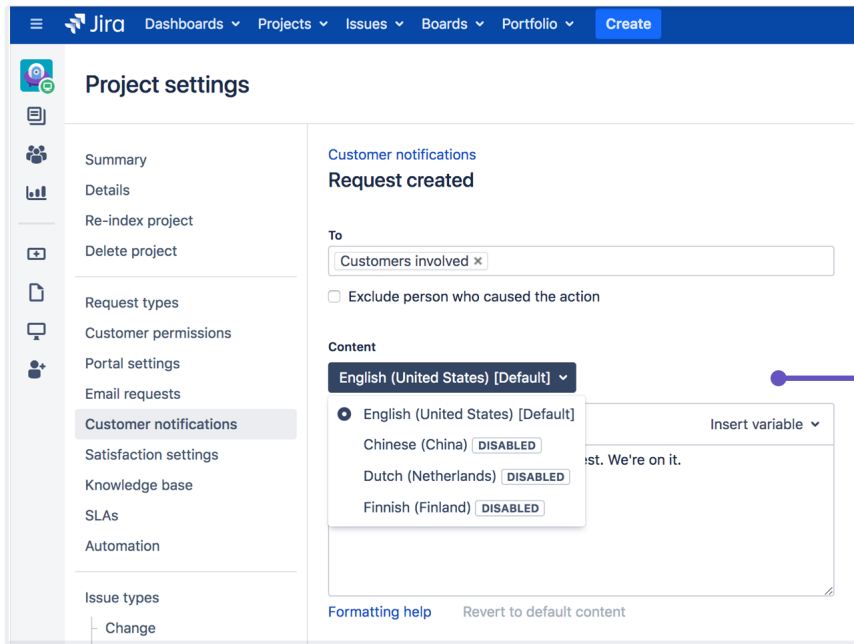 Jira Dashboards Projects Issues Boards Portfolio Create
Project settings
Summary
Details
Re-index project
Delete project
Request types
Customer permissions
Portal settings
Email requests
Customer notifications
Satisfaction settings
Knowledge base
SLAs
Automation
Issue types
Change
Customer notifications
Request created
To
Customers involved ×
Exclude person who caused the action
Content
English (United States) [Default]
English (United States) [Default]
Chinese (China) DISABLED
Dutch (Netherlands) DISABLED
Finnish (Finland) DISABLED
Insert variable
est. We're on it.
Formatting help Revert to default content